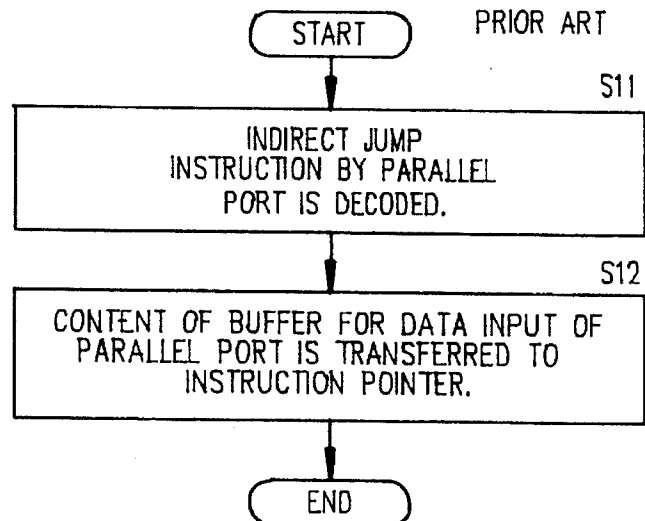 START
PRIOR ART
S11
INDIRECT JUMP
INSTRUCTION BY PARALLEL
PORT IS DECODED.
S12
CONTENT OF BUFFER FOR DATA INPUT OF
PARALLEL PORT IS TRANSFERRED TO
INSTRUCTION POINTER.
END